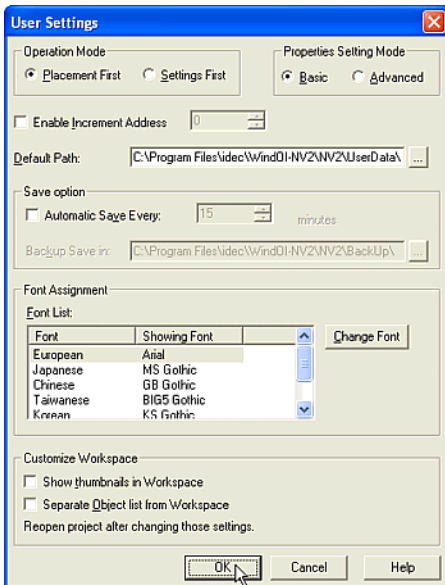 User Settings
Operation Mode
Placement First Settings First
Properties Setting Mode
Basic Advanced
Enable Increment Address 0
Default Path: C:\Program Files\idec\WindOI-NV2\NV2\UserData\ ...
Save option
Automatic Save Every: 15 minutes
Backup Save in: C:\Program Files\idec\WindOI-NV2\NV2\BackUp\ ...
Font Assignment
Font List:
Font Showing Font
European Arial
Japanese MS Gothic
Chinese GB Gothic
Taiwanese BIG5 Gothic
Korean KS Gothic
Change Font
Customize Workspace
Show thumbnails in Workspace
Separate Object list from Workspace
Reopen project after changing those settings.
OK Cancel Help